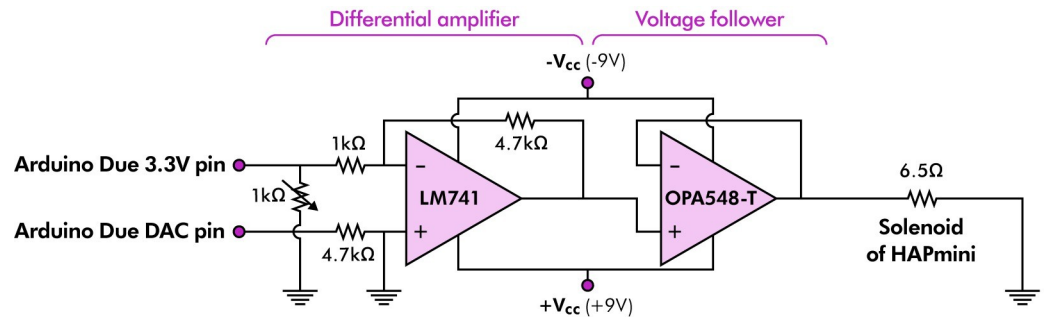 Differential amplifier
Voltage follower
-Vcc (-9V)
1kΩ
4.7kΩ
Arduino Due 3.3V pin
−
−
6.5Ω
1kΩ
LM741
OPA548-T
Arduino Due DAC pin
+
+
Solenoid
of HAPmini
4.7kΩ
+Vcc (+9V)